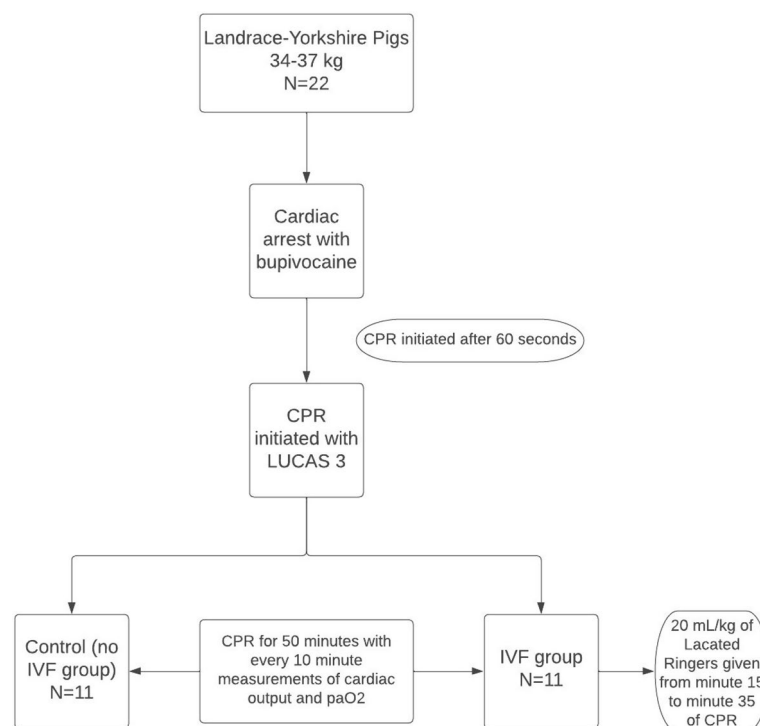 Landrace-Yorkshire Pigs
34-37 kg
N=22
Cardiac
arrest with
bupivocaine
CPR initiated after 60 seconds
CPR
initiated with
LUCAS 3
Control (no
IVF group)
N=11
CPR for 50 minutes with
every 10 minute
measurements of cardiac
output and paO2
IVF group
N=11
20 mL/kg of
Lacated
Ringers given
from minute 15
to minute 35
of CPR